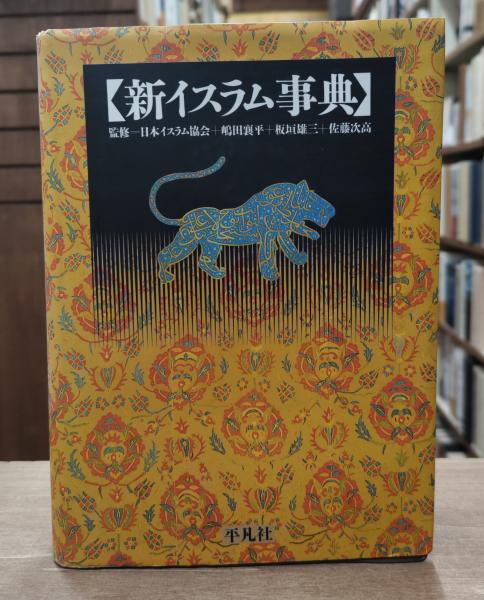 【新イスラム事典】
監修―日本イスラム協会+嶋田襄平+板垣雄三+佐藤次高
平凡社